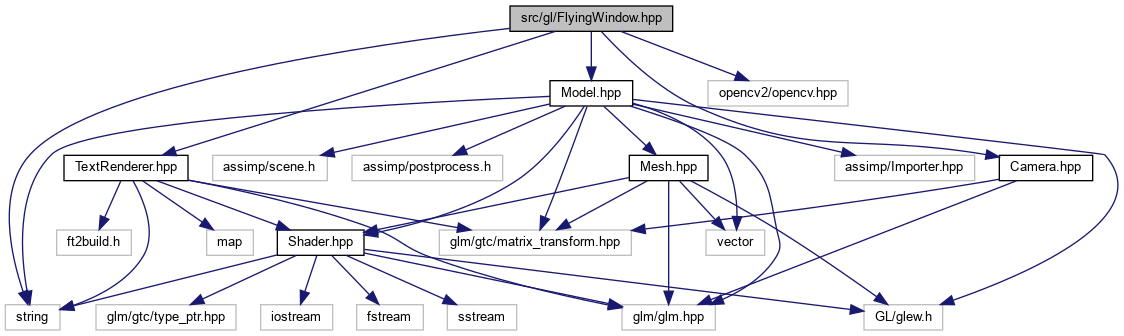 src/gl/FlyingWindow.hpp
Model.hpp
opencv2/opencv.hpp
TextRenderer.hpp
assimp/scene.h
assimp/postprocess.h
Mesh.hpp
assimp/Importer.hpp
Camera.hpp
ft2build.h
map
Shader.hpp
glm/gtc/matrix_transform.hpp
vector
string
glm/gtc/type_ptr.hpp
iostream
fstream
sstream
glm/glm.hpp
GL/glew.h